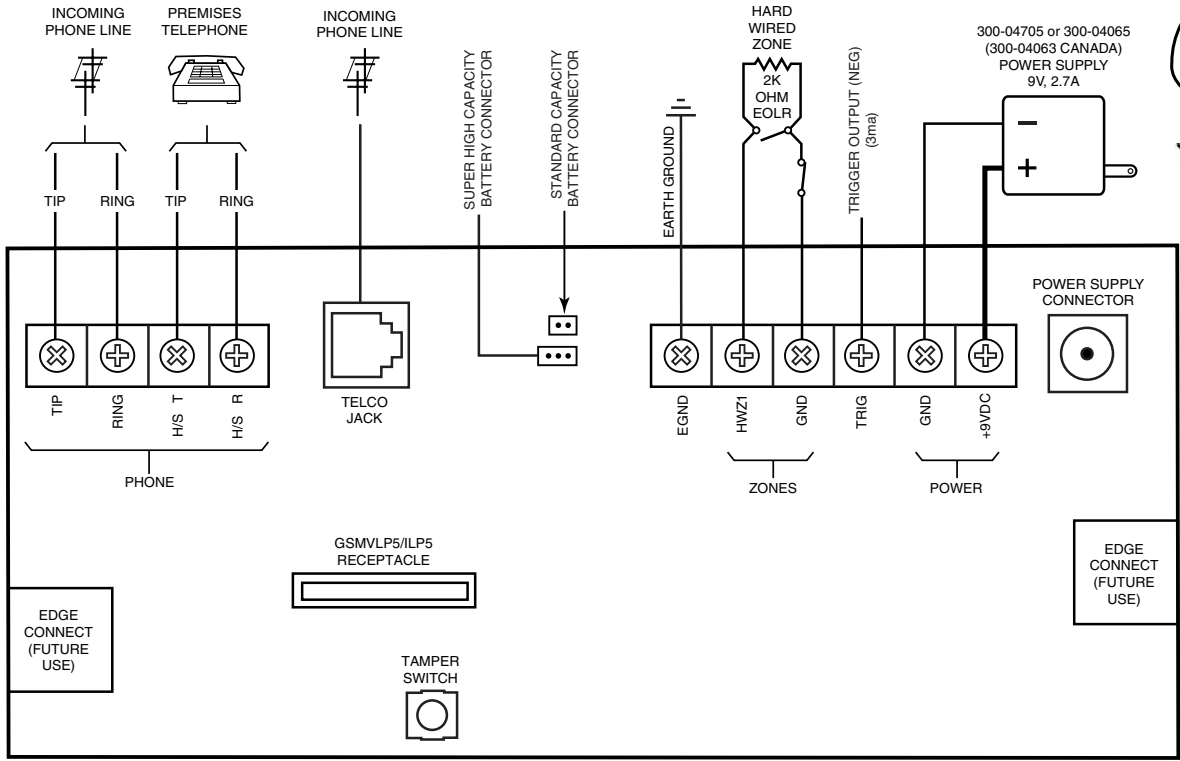 INCOMING
PHONE LINE
PREMISES
TELEPHONE
INCOMING
PHONE LINE
SUPER HIGH CAPACITY
BATTERY CONNECTOR
STANDARD CAPACITY
BATTERY CONNECTOR
EARTH GROUND
HARD
WIRED
ZONE
2K
OHM
EOLR
TRIGGER OUTPUT (NEG)
(3ma)
300-04705 or 300-04065
(300-04063 CANADA)
POWER SUPPLY
9V, 2.7A
–
+
TIP
RING
TIP
RING
POWER SUPPLY
CONNECTOR
TIP
RING
H/S T
H/S R
PHONE
TELCO
JACK
EGND
HWZ1
GND
TRIG
GND
+9VDC
ZONES
POWER
GSMVLP5/ILP5
RECEPTACLE
EDGE
CONNECT
(FUTURE
USE)
EDGE
CONNECT
(FUTURE
USE)
TAMPER
SWITCH